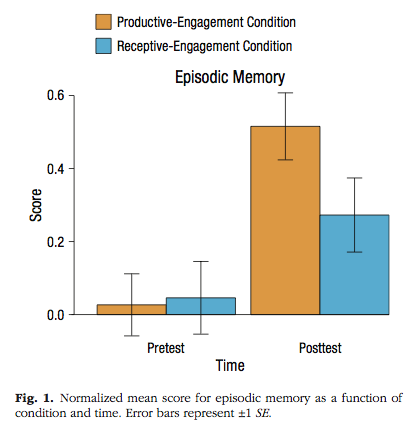 Productive-Engagement Condition
Receptive-Engagement Condition
Episodic Memory
0.6
0.4
0.2
0.0
Score
Pretest
Posttest
Time
Fig. 1. Normalized mean score for episodic memory as a function of
condition and time. Error bars represent ±1 SE.